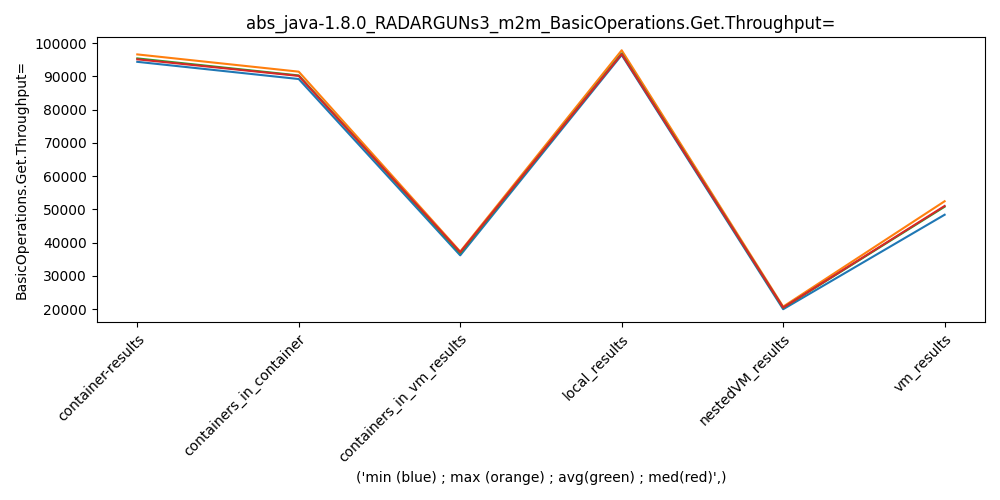 abs_java-1.8.0_RADARGUNs3_m2m_BasicOperations.Get.Throughput=
BasicOperations.Get.Throughput=
100000
90000
80000
70000
60000
50000
40000
30000
20000
container-results
containers_in_container
containers_in_vm_results
local_results
nestedVM_results
vm_results
('min (blue) ; max (orange) ; avg(green) ; med(red)',)